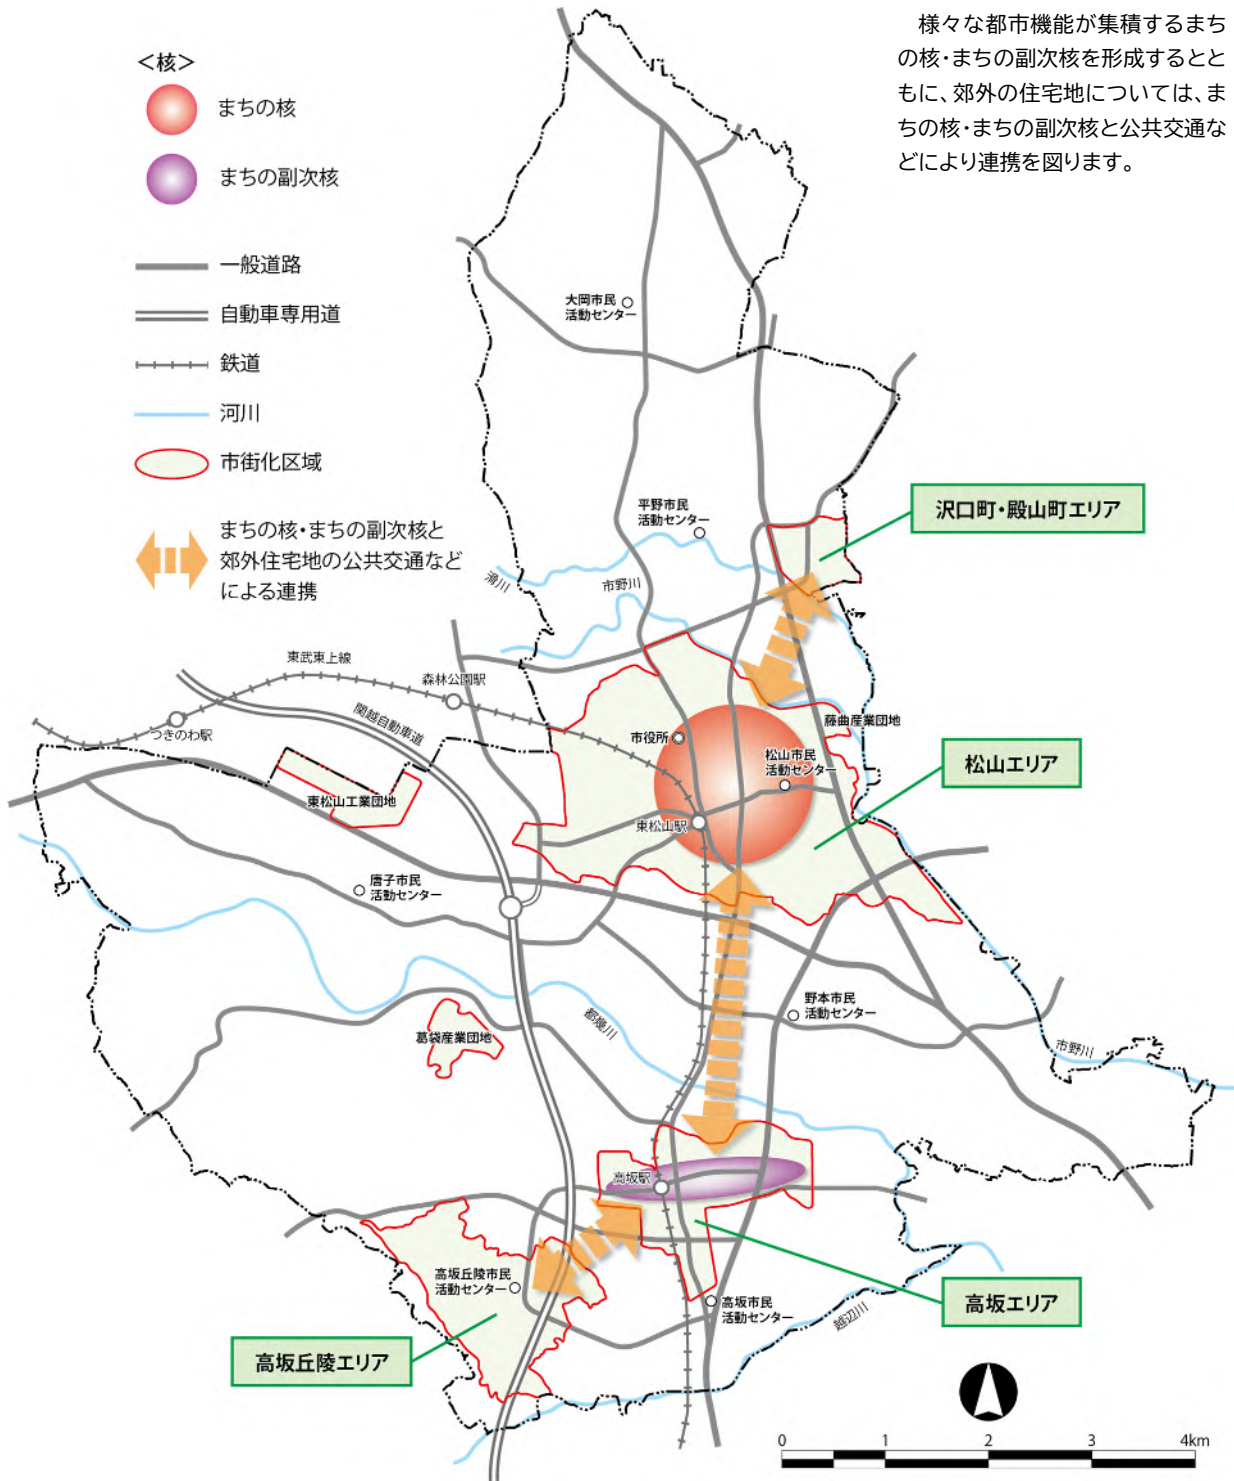 様々な都市機能が集積するまち
の核・まちの副次核を形成するとと
もに、郊外の住宅地については、ま
ちの核・まちの副次核と公共交通な
どにより連携を図ります。
＜核＞
まちの核
まちの副次核
一般道路
自動車専用道
鉄道
河川
市街化区域
まちの核・まちの副次核と
郊外住宅地の公共交通など
による連携
大岡市民
活動センター
平野市民
活動センター
沢口町・殿山町エリア
滑川
市野川
東武東上線
森林公園駅
関越自動車道
つきのわ駅
市役所
藤曲産業団地
松山市民
活動センター
松山エリア
東松山工業団地
東松山駅
唐子市民
活動センター
野本市民
活動センター
都幾川
葛袋産業団地
市野川
高坂駅
高坂丘陵市民
活動センター
高坂市民
活動センター
高坂エリア
越辺川
高坂丘陵エリア
0 1 2 3 4km